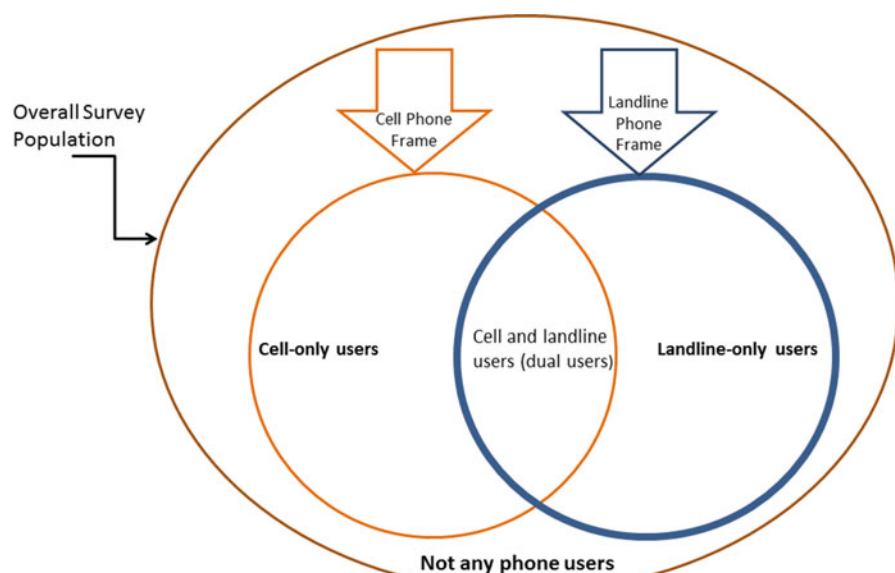 Overall Survey
Population
Cell Phone
Frame
Landline
Phone
Frame
Cell-only users
Cell and landline
users (dual users)
Landline-only users
Not any phone users